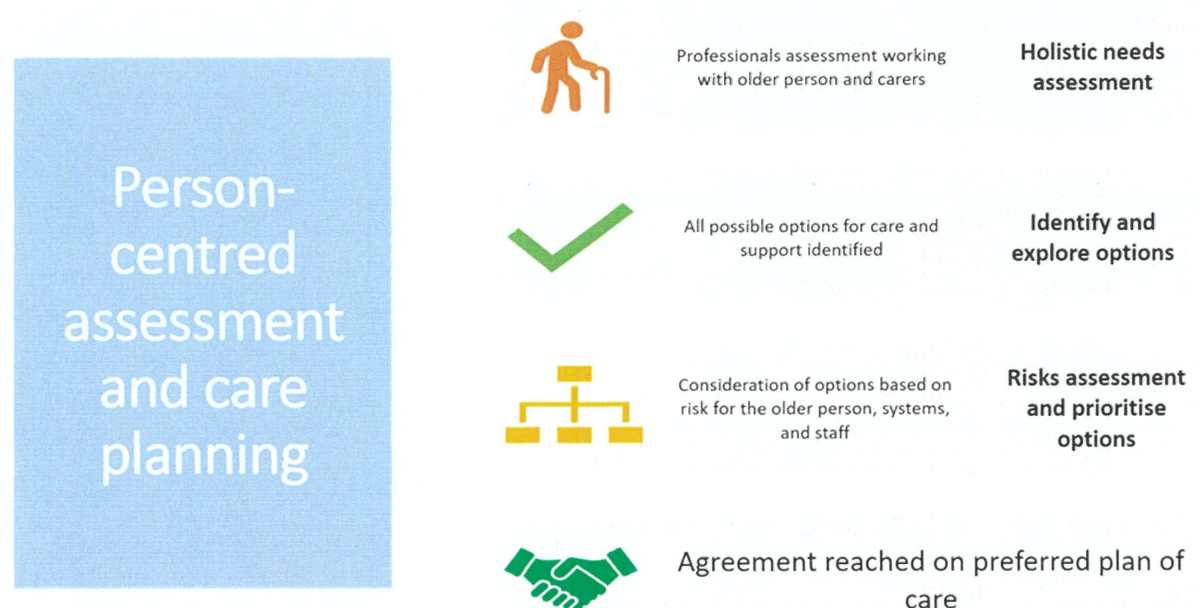 Person-
centred
assessment
and care
planning
Professionals assessment working
with older person and carers
Holistic needs
assessment
All possible options for care and
support identified
Identify and
explore options
Consideration of options based on
risk for the older person, systems,
and staff
Risks assessment
and prioritise
options
Agreement reached on preferred plan of
care